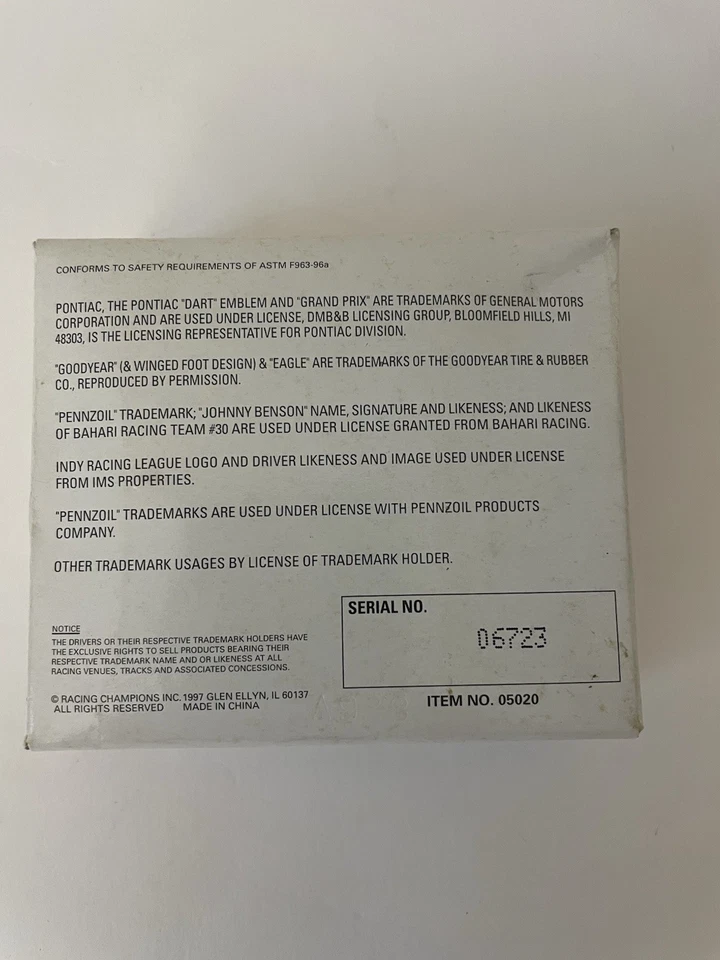 CONFORMS TO SAFETY REQUIREMENTS OF ASTM F963-96a
PONTIAC, THE PONTIAC "DART" EMBLEM AND "GRAND PRIX" ARE TRADEMARKS OF GENERAL MOTORS
CORPORATION AND ARE USED UNDER LICENSE, DMB&B LICENSING GROUP, BLOOMFIELD HILLS, MI
48303, IS THE LICENSING REPRESENTATIVE FOR PONTIAC DIVISION.
"GOODYEAR" (& WINGED FOOT DESIGN) & "EAGLE" ARE TRADEMARKS OF THE GOODYEAR TIRE & RUBBER
CO., REPRODUCED BY PERMISSION.
"PENNZOIL" TRADEMARK; "JOHNNY BENSON" NAME, SIGNATURE AND LIKENESS; AND LIKENESS
OF BAHARI RACING TEAM #30 ARE USED UNDER LICENSE GRANTED FROM BAHARI RACING.
INDY RACING LEAGUE LOGO AND DRIVER LIKENESS AND IMAGE USED UNDER LICENSE
FROM IMS PROPERTIES.
"PENNZOIL" TRADEMARKS ARE USED UNDER LICENSE WITH PENNZOIL PRODUCTS
COMPANY.
OTHER TRADEMARK USAGES BY LICENSE OF TRADEMARK HOLDER.
NOTICE
THE DRIVERS OR THEIR RESPECTIVE TRADEMARK HOLDERS HAVE
THE EXCLUSIVE RIGHTS TO SELL PRODUCTS BEARING THEIR
RESPECTIVE TRADEMARK NAME AND OR LIKENESS AT ALL
RACING VENUES, TRACKS AND ASSOCIATED CONCESSIONS.
© RACING CHAMPIONS INC. 1997 GLEN ELLYN, IL 60137
ALL RIGHTS RESERVED MADE IN CHINA
SERIAL NO.
06723
ITEM NO. 05020